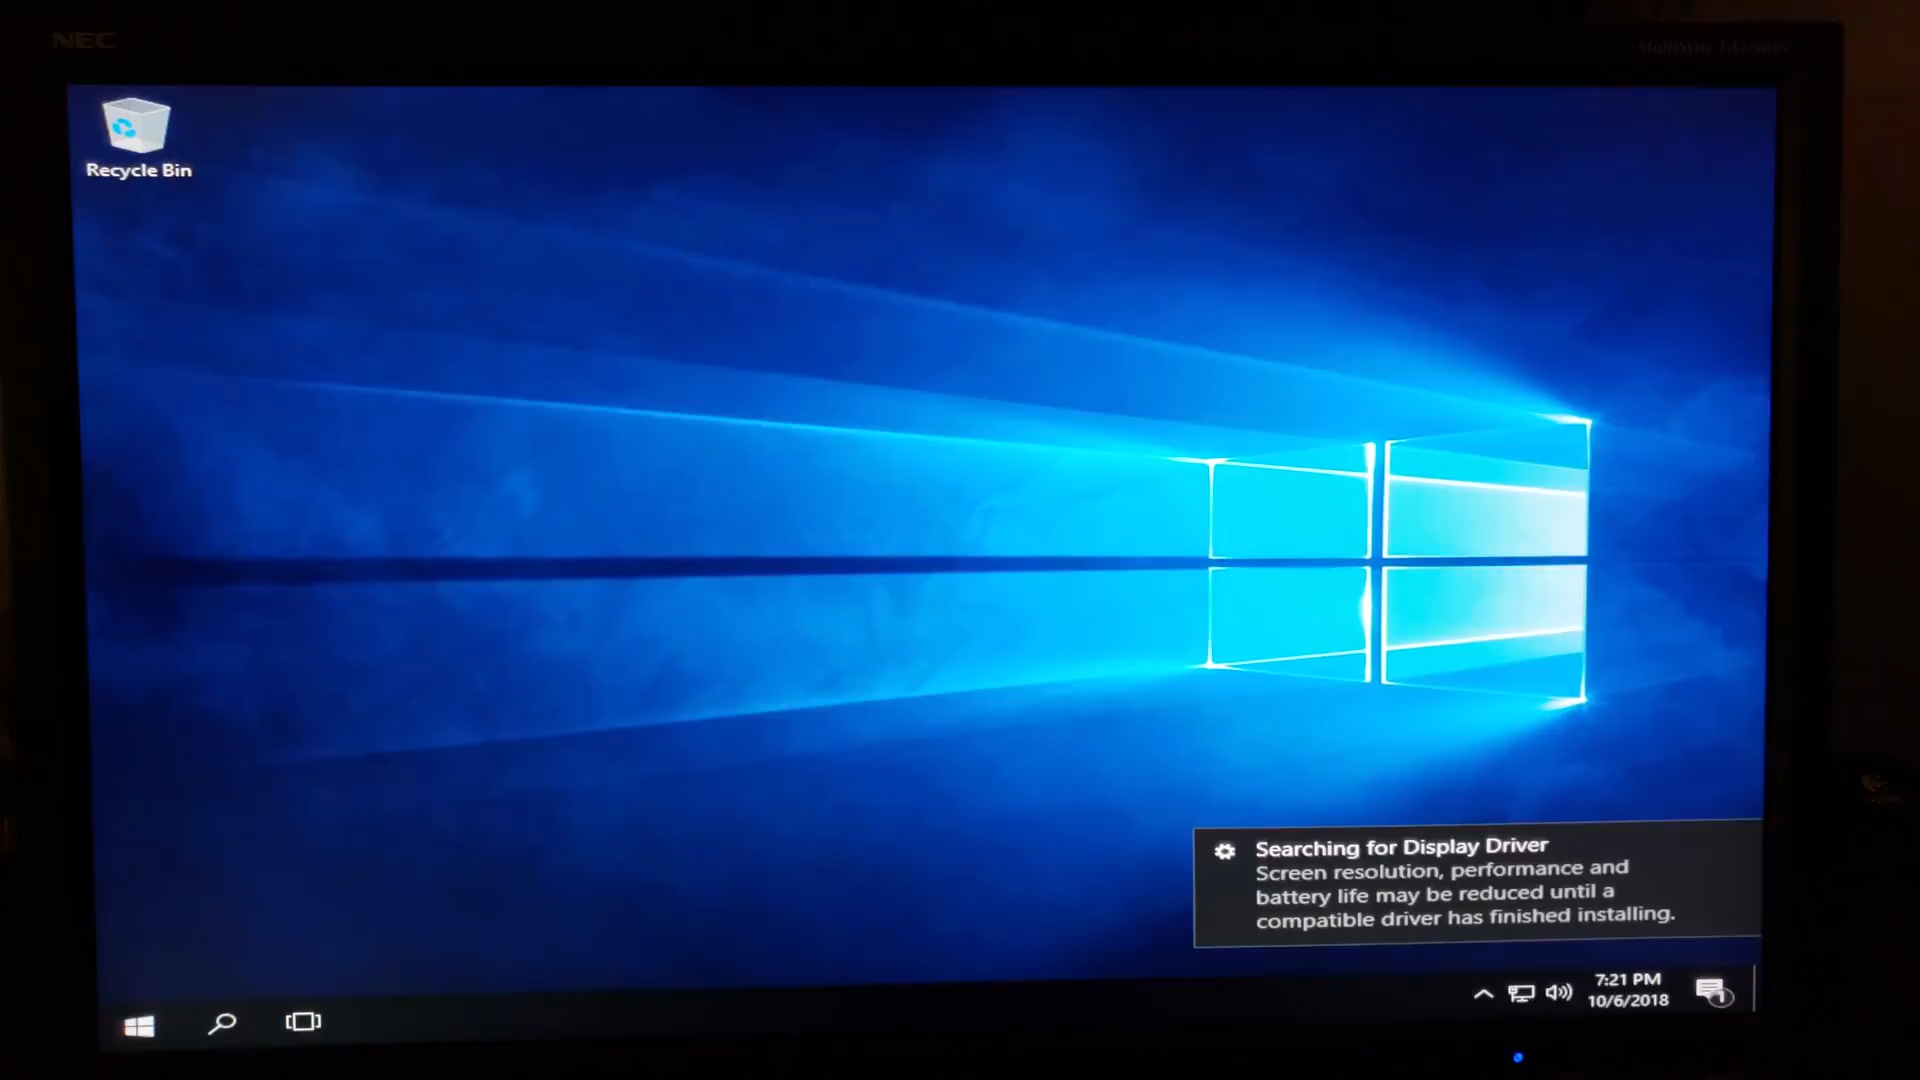 NEC
Recycle Bin
Searching for Display Driver
Screen resolution, performance and
battery life may be reduced until a
compatible driver has finished installing.
7:21 PM
10/6/2018
1